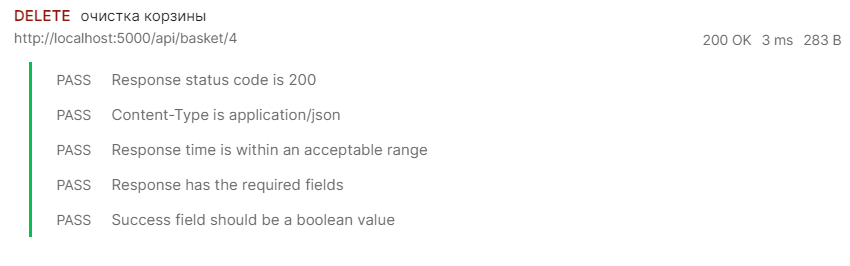 DELETE очистка корзины
http://localhost:5000/api/basket/4
200 OK 3 ms 283 B
PASS Response status code is 200
PASS Content-Type is application/json
PASS Response time is within an acceptable range
PASS Response has the required fields
PASS Success field should be a boolean value